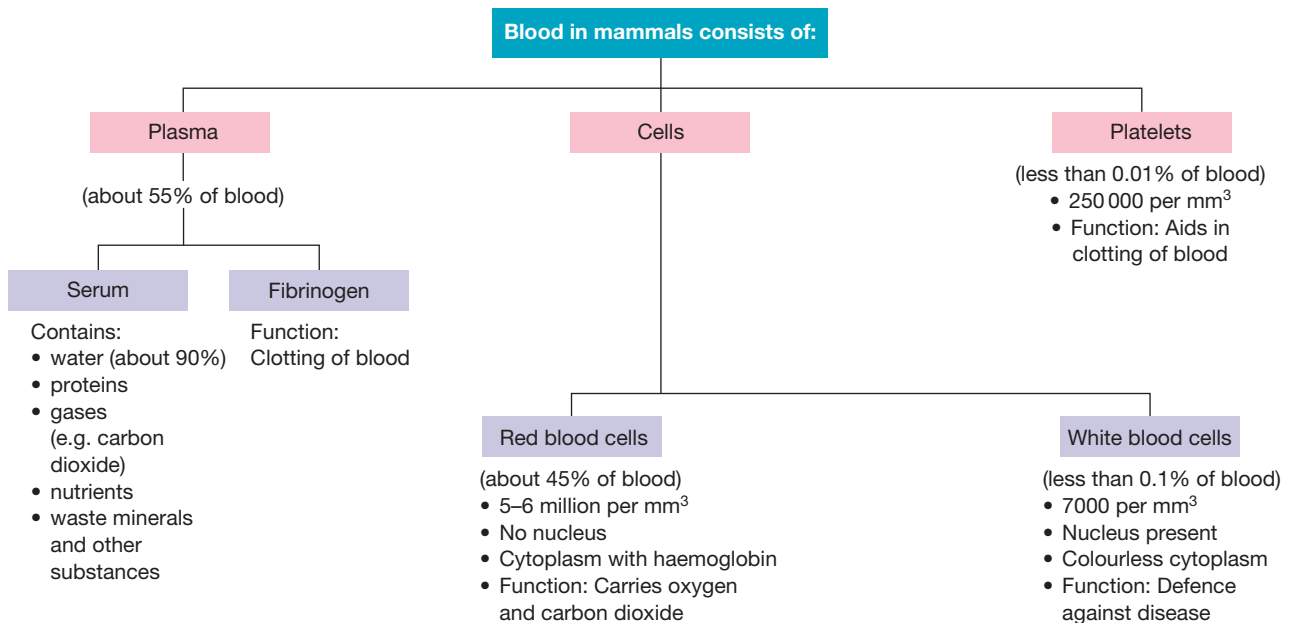 Blood in mammals consists of:
Plasma
(about 55% of blood)
Serum
Contains:
• water (about 90%)
• proteins
• gases
(e.g. carbon
dioxide)
• nutrients
• waste minerals
and other
substances
Fibrinogen
Function:
Clotting of blood
Cells
Red blood cells
(about 45% of blood)
• 5–6 million per mm³
• No nucleus
• Cytoplasm with haemoglobin
• Function: Carries oxygen
and carbon dioxide
White blood cells
(less than 0.1% of blood)
• 7000 per mm³
• Nucleus present
• Colourless cytoplasm
• Function: Defence
against disease
Platelets
(less than 0.01% of blood)
• 250 000 per mm³
• Function: Aids in
clotting of blood